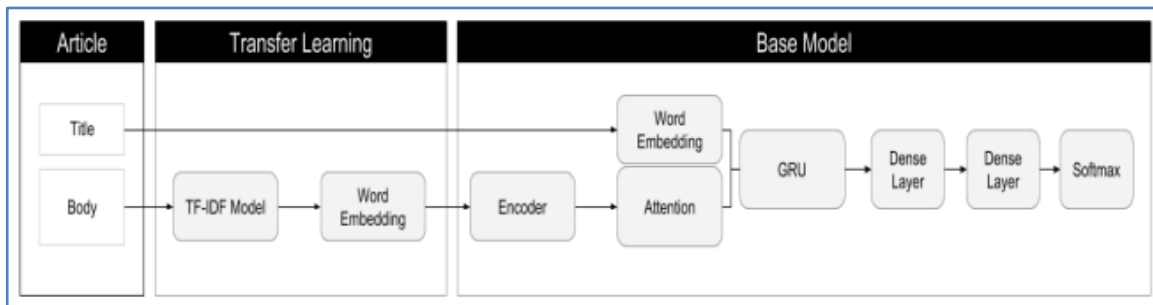 Article
Transfer Learning
Base Model
Title
Word
Embedding
Body
TF-IDF Model
Word
Embedding
Encoder
Attention
GRU
Dense
Layer
Dense
Layer
Softmax